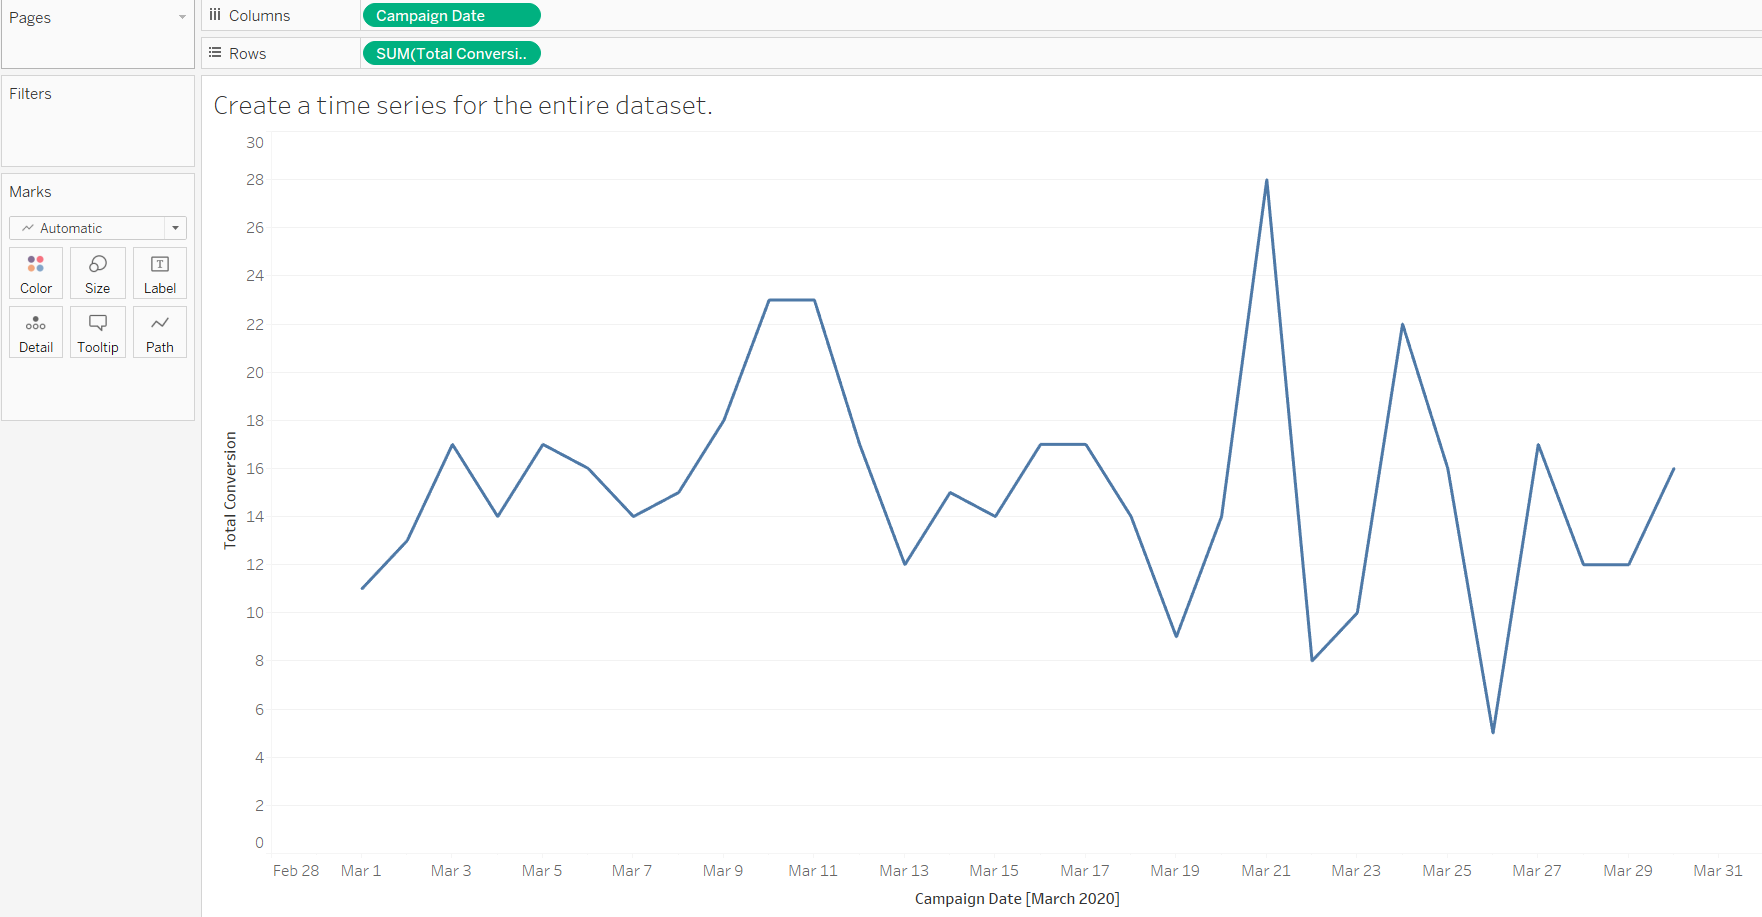 Pages
Columns
Campaign Date
Rows
SUM(Total Conversi..
Filters
Marks
Automatic
Color
Size
Label
Detail
Tooltip
Path
Create a time series for the entire dataset.
30
28
26
24
22
20
18
16
14
12
10
8
6
4
2
0
Total Conversion
Feb 28 Mar 1 Mar 3 Mar 5 Mar 7 Mar 9 Mar 11 Mar 13 Mar 15 Mar 17 Mar 19 Mar 21 Mar 23 Mar 25 Mar 27 Mar 29 Mar 31
Campaign Date [March 2020]